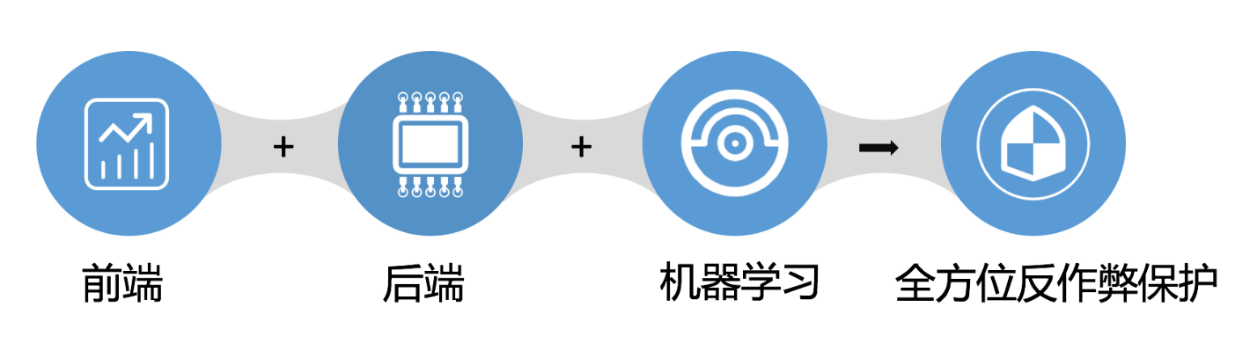 前端 + 后端 + 机器学习 → 全方位反作弊保护